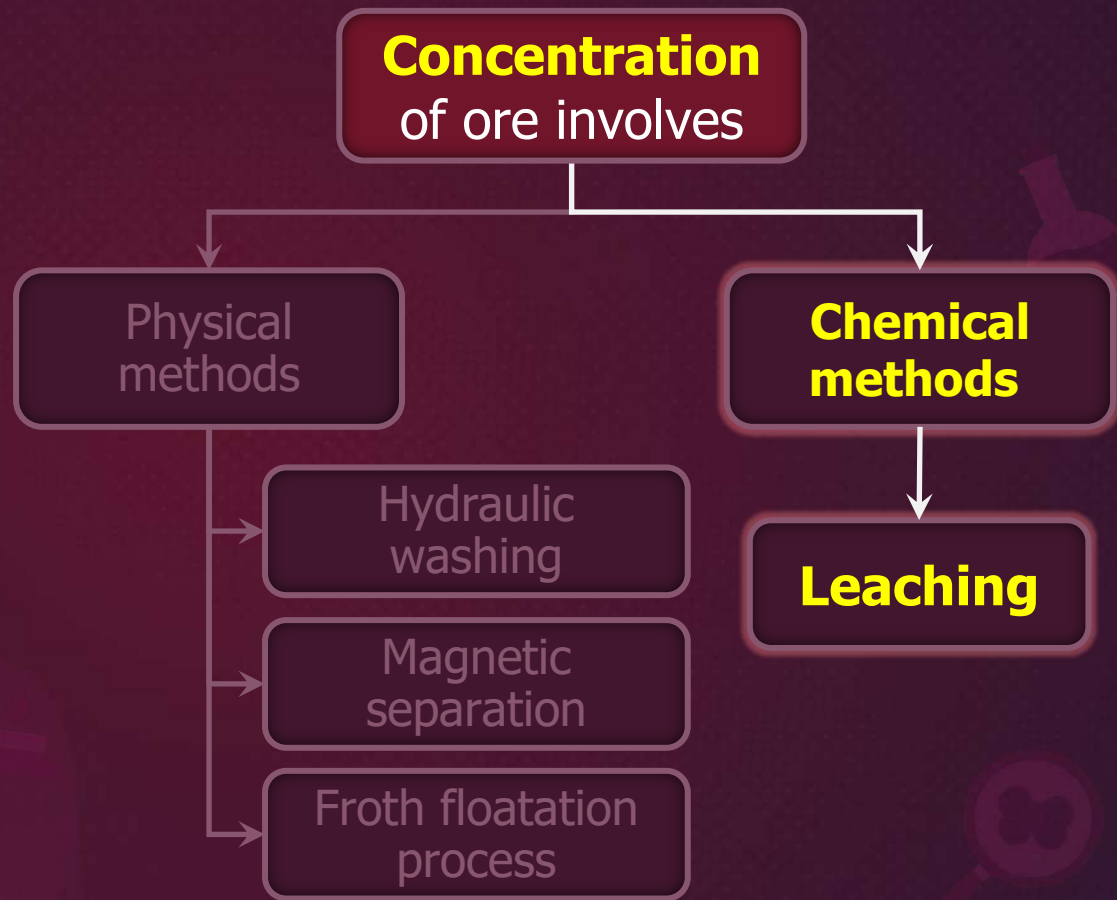 Concentration
of ore involves
Physical
methods
Hydraulic
washing
Magnetic
separation
Froth floatation
process
Chemical
methods
Leaching